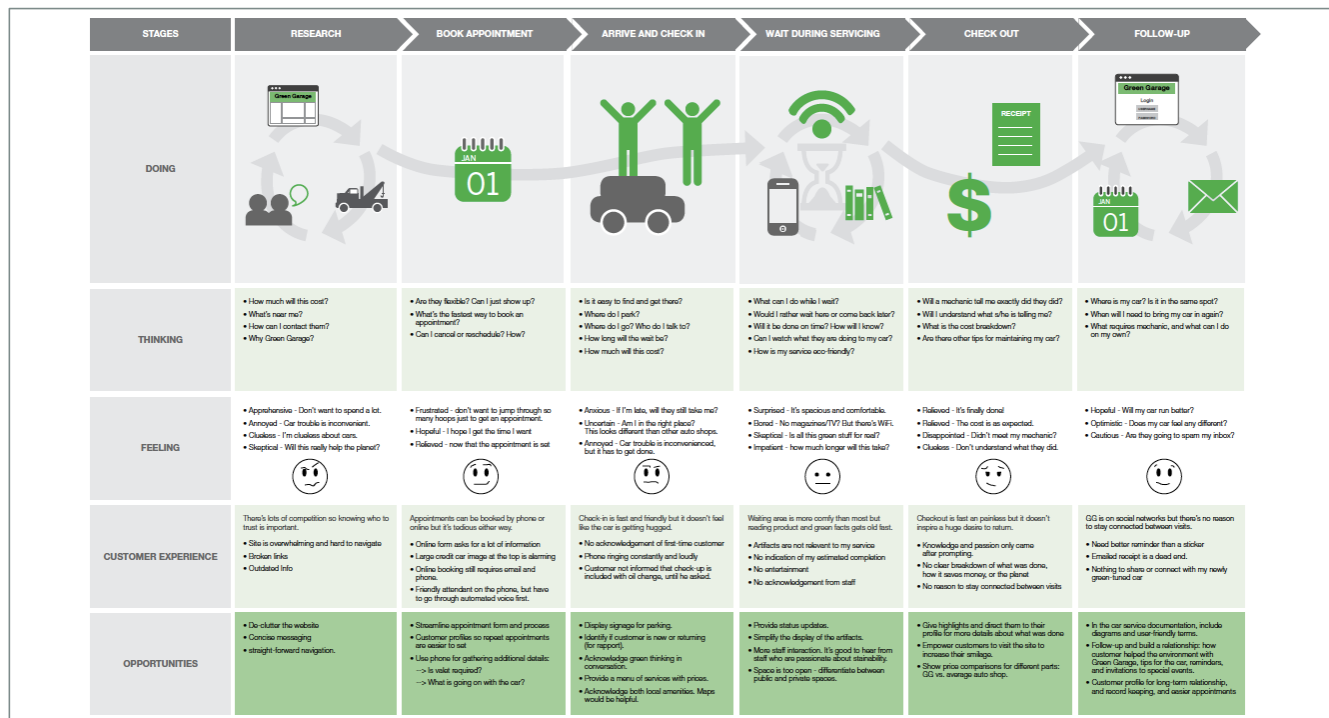 STAGES
RESEARCH
BOOK APPOINTMENT
ARRIVE AND CHECK IN
WAIT DURING SERVICING
CHECK OUT
FOLLOW-UP
DOING
Green Garage
JAN
01
RECEIPT
$
Green Garage
Login
JAN
01
THINKING
• How much will this cost?
• What's near me?
• How can I contact them?
• Why Green Garage?
• Are they flexible? Can I just show up?
• What's the fastest way to book an
appointment?
• Can I cancel or reschedule? How?
• Is it easy to find and get there?
• Where do I park?
• Where do I go? Who do I talk to?
• How long will the wait be?
• How much will this cost?
• What can I do while I wait?
• Would I rather wait here or come back later?
• Will it be done on time? How will I know?
• Can I watch what they are doing to my car?
• How is my service eco-friendly?
• Will a mechanic tell me exactly did they did?
• Will I understand what s/he is telling me?
• What is the cost breakdown?
• Are there other tips for maintaining my car?
• Where is my car? Is it in the same spot?
• When will I need to bring my car in again?
• What requires mechanic, and what can I do
on my own?
FEELING
• Apprehensive - Don't want to spend a lot.
• Annoyed - Car trouble is inconvenient.
• Clueless - I'm clueless about cars.
• Skeptical - Will this really help the planet?
• Frustrated - don't want to jump through so
many hoops just to get an appointment.
• Hopeful - I hope I get the time I want
• Relieved - now that the appointment is set
• Anxious - If I'm late, will they still take me?
• Uncertain - Am I in the right place?
This looks different than other auto shops.
• Annoyed - Car trouble is inconvenienced,
but it has to get done.
• Surprised - It's spacious and comfortable.
• Bored - No magazines/TV? But there's WiFi.
• Skeptical - Is all this green stuff for real?
• Impatient - how much longer will this take?
• Relieved - It's finally done!
• Relieved - The cost is as expected.
• Disappointed - Didn't meet my mechanic?
• Clueless - Don't understand what they did.
• Hopeful - Will my car run better?
• Optimistic - Does my car feel any different?
• Cautious - Are they going to spam my inbox?
CUSTOMER EXPERIENCE
There's lots of competition so knowing who to
trust is important.
• Site is overwhelming and hard to navigate
• Broken links
• Outdated Info
Appointments can be booked by phone or
online but it's tedious either way.
• Online form asks for a lot of information
• Large credit car image at the top is alarming
• Online booking still requires email and
phone.
• Friendly attendant on the phone, but have
to go through automated voice first.
Check-in is fast and friendly but it doesn't feel
like the car is getting hugged.
• No acknowledgement of first-time customer
• Phone ringing constantly and loudly
• Customer not informed that check-up is
included with oil change, until he asked.
Waiting area is more comfy than most but
reading product and green facts gets old fast.
• Artifacts are not relevant to my service
• No indication of my estimated completion
• No entertainment
• No acknowledgement from staff
Checkout is fast an painless but it doesn't
inspire a huge desire to return.
• Knowledge and passion only came
after prompting.
• No clear breakdown of what was done,
how it saves money, or the planet
• No reason to stay connected between visits
GG is on social networks but there's no reason
to stay connected between visits.
• Need better reminder than a sticker
• Emailed receipt is a dead end.
• Nothing to share or connect with my newly
green-tuned car
OPPORTUNITIES
• De-clutter the website
• Concise messaging
• straight-forward navigation.
• Streamline appointment form and process
• Customer profiles so repeat appointments
are easier to set
• Use phone for gathering additional details:
--> Is valet required?
--> What is going on with the car?
• Display signage for parking.
• Identify if customer is new or returning
(for rapport).
• Acknowledge green thinking in
conversation.
• Provide a menu of services with prices.
• Acknowledge both local amenities. Maps
would be helpful.
• Provide status updates.
• Simplify the display of the artifacts.
• More staff interaction. It's good to hear from
staff who are passionate about stainability.
• Space is too open - differentiate between
public and private spaces.
• Give highlights and direct them to their
profile for more details about what was done
• Empower customers to visit the site to
increase their smilage.
• Show price comparisons for different parts:
GG vs. average auto shop.
• In the car service documentation, include
diagrams and user-friendly terms.
• Follow-up and build a relationship: how
customer helped the environment with
Green Garage, tips for the car, reminders,
and invitations to special events.
• Customer profile for long-term relationship,
and record keeping, and easier appointments